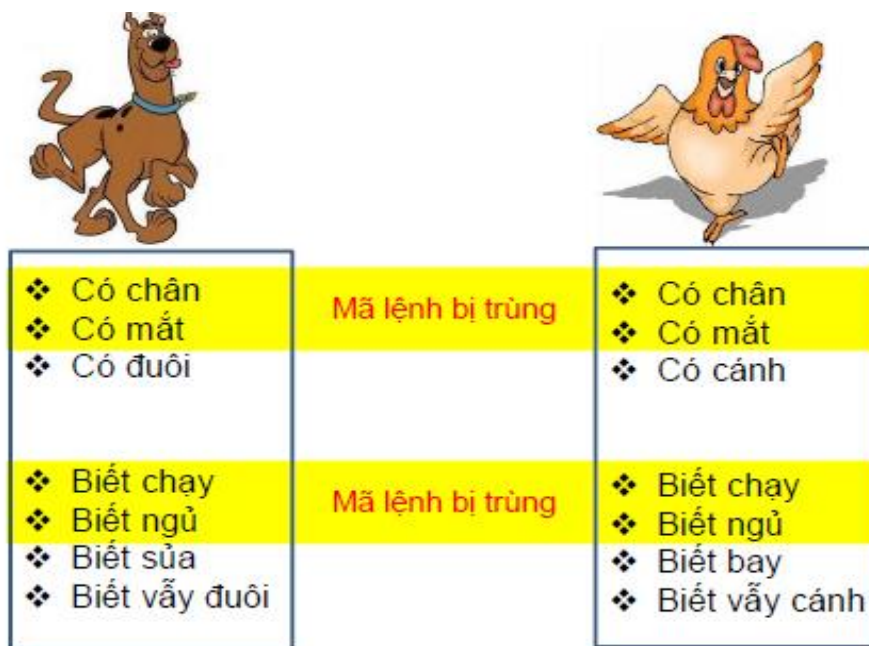 ❖ Có chân
❖ Có mắt
❖ Có đuôi
❖ Biết chạy
❖ Biết ngủ
❖ Biết sủa
❖ Biết vẫy đuôi
Mã lệnh bị trùng
Mã lệnh bị trùng
❖ Có chân
❖ Có mắt
❖ Có cánh
❖ Biết chạy
❖ Biết ngủ
❖ Biết bay
❖ Biết vẫy cánh